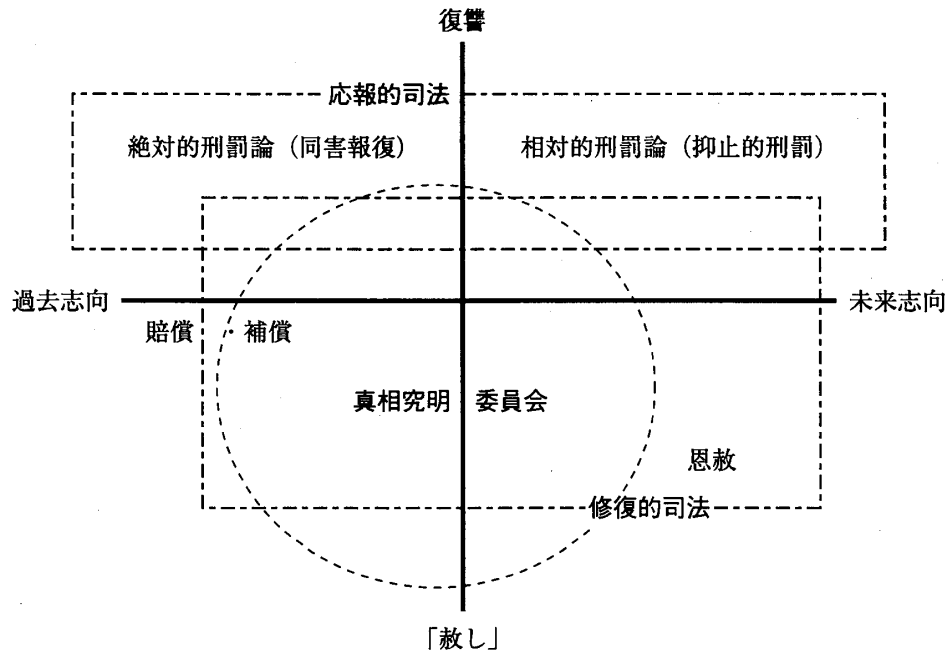 復讐
応報的司法
絶対的刑罰論（同害報復）
相対的刑罰論（抑止的刑罰）
過去志向
未来志向
賠償・補償
真相究明委員会
恩赦
修復的司法
「赦し」